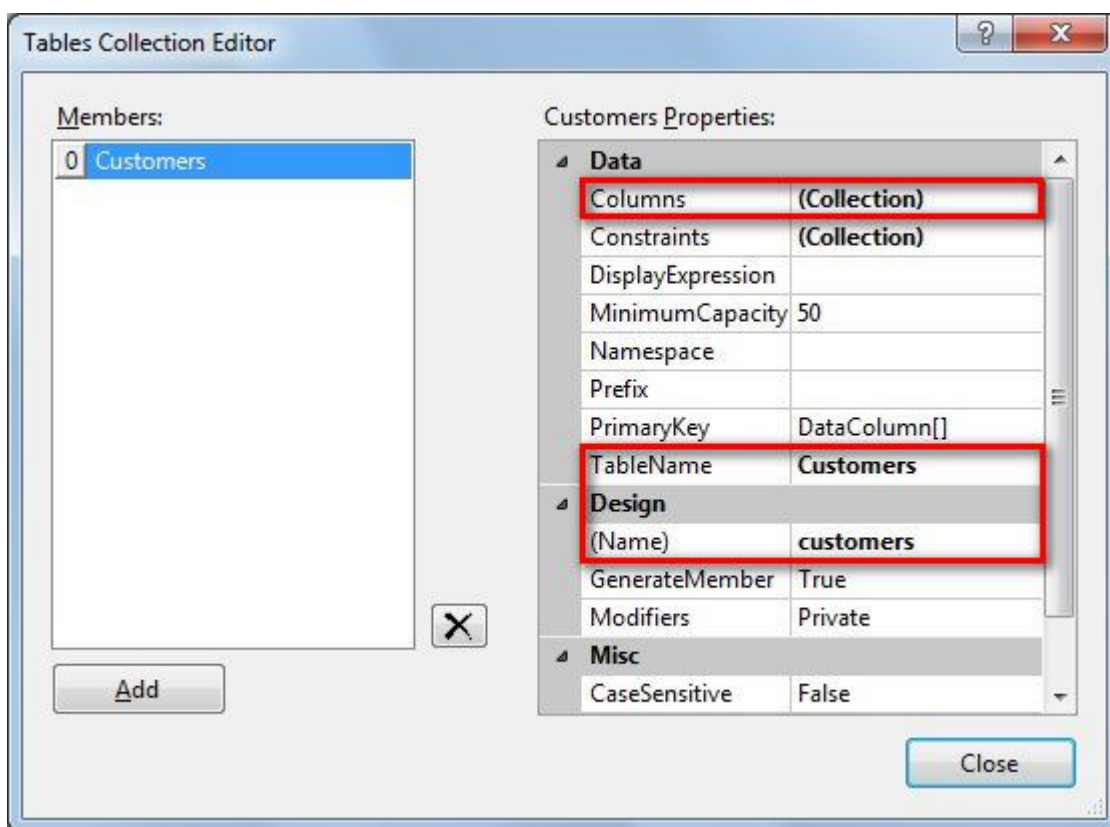 Tables Collection Editor
Members:
0 Customers
Add
Customers Properties:
Data
Columns (Collection)
Constraints (Collection)
DisplayExpression
MinimumCapacity 50
Namespace
Prefix
PrimaryKey DataColumn[]
TableName Customers
Design
(Name) customers
GenerateMember True
Modifiers Private
Misc
CaseSensitive False
Close